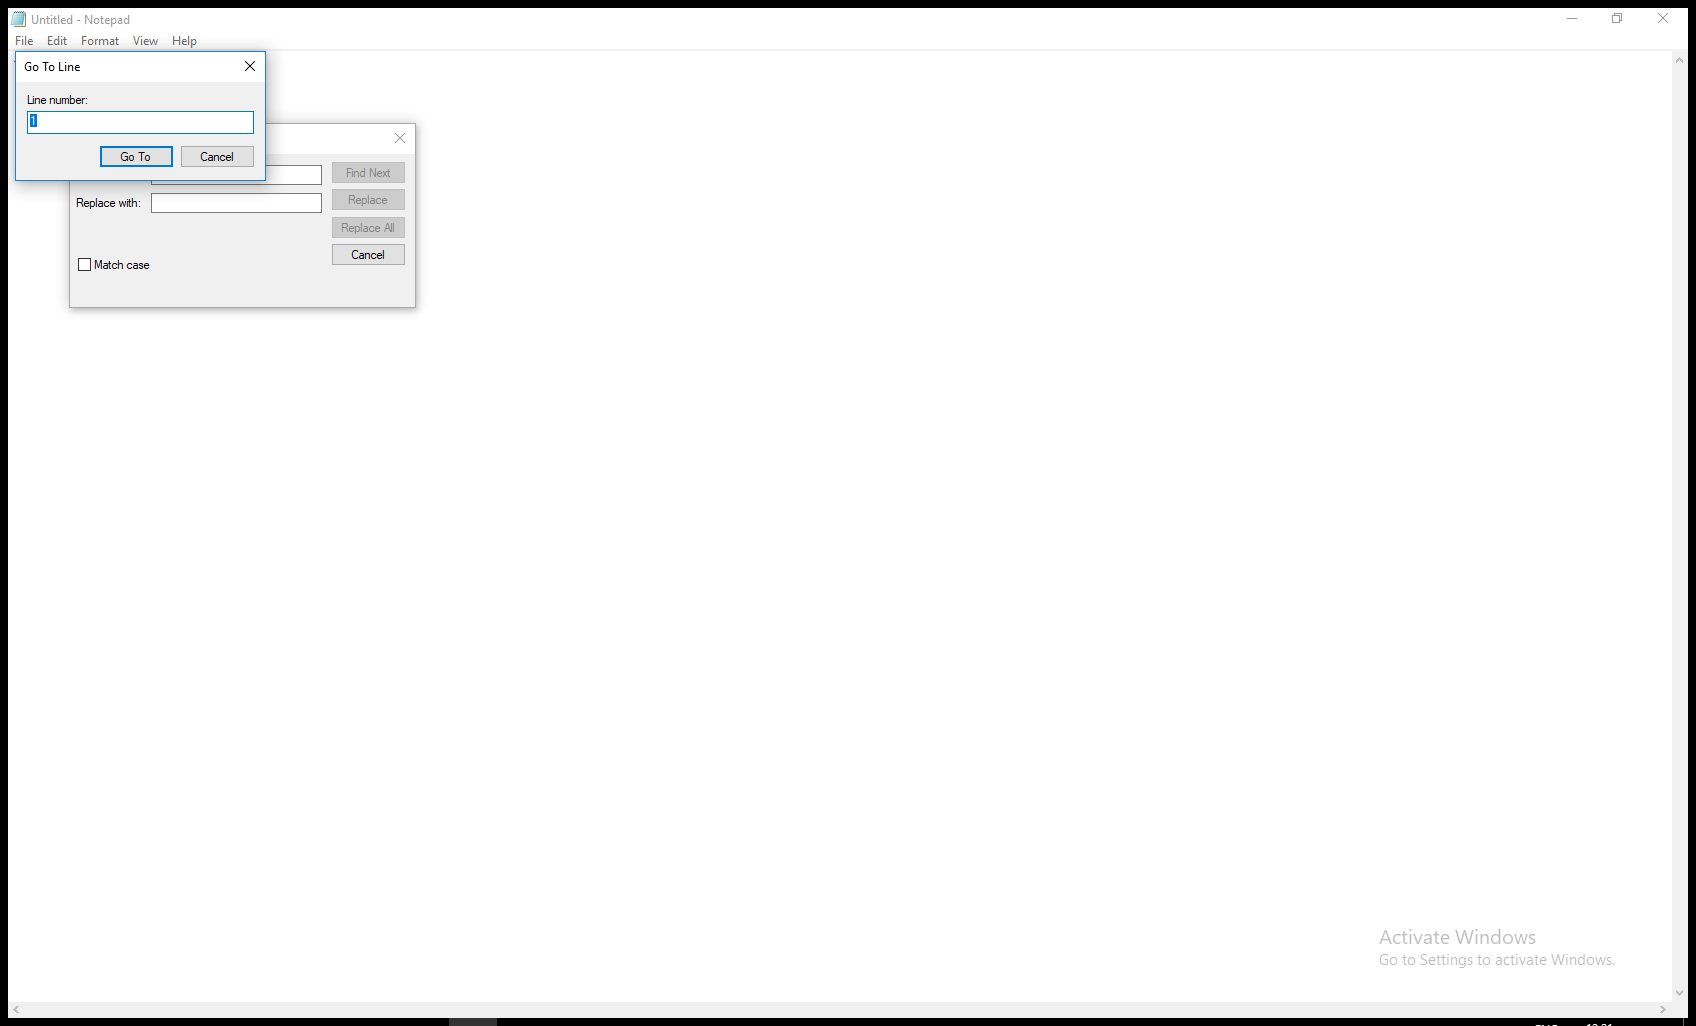 Untitled - Notepad
File Edit Format View Help
Go To Line
Line number:
1
Go To Cancel
Find Next
Replace with:
Replace
Replace All
Cancel
Match case
Activate Windows
Go to Settings to activate Windows.